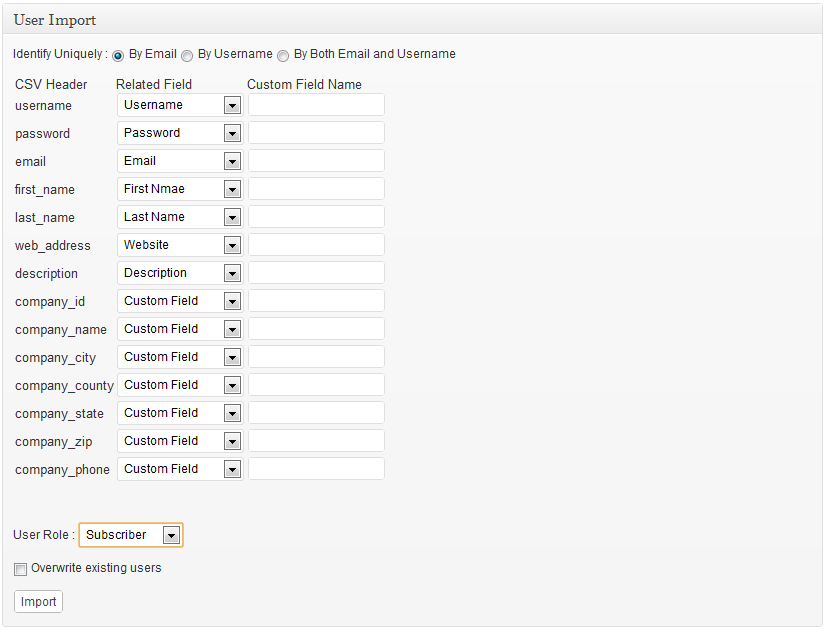 User Import
Identify Uniquely : By Email By Username By Both Email and Username
CSV Header Related Field Custom Field Name
username Username
password Password
email Email
first_name First Nmae
last_name Last Name
web_address Website
description Description
company_id Custom Field
company_name Custom Field
company_city Custom Field
company_county Custom Field
company_state Custom Field
company_zip Custom Field
company_phone Custom Field
User Role : Subscriber
Overwrite existing users
Import